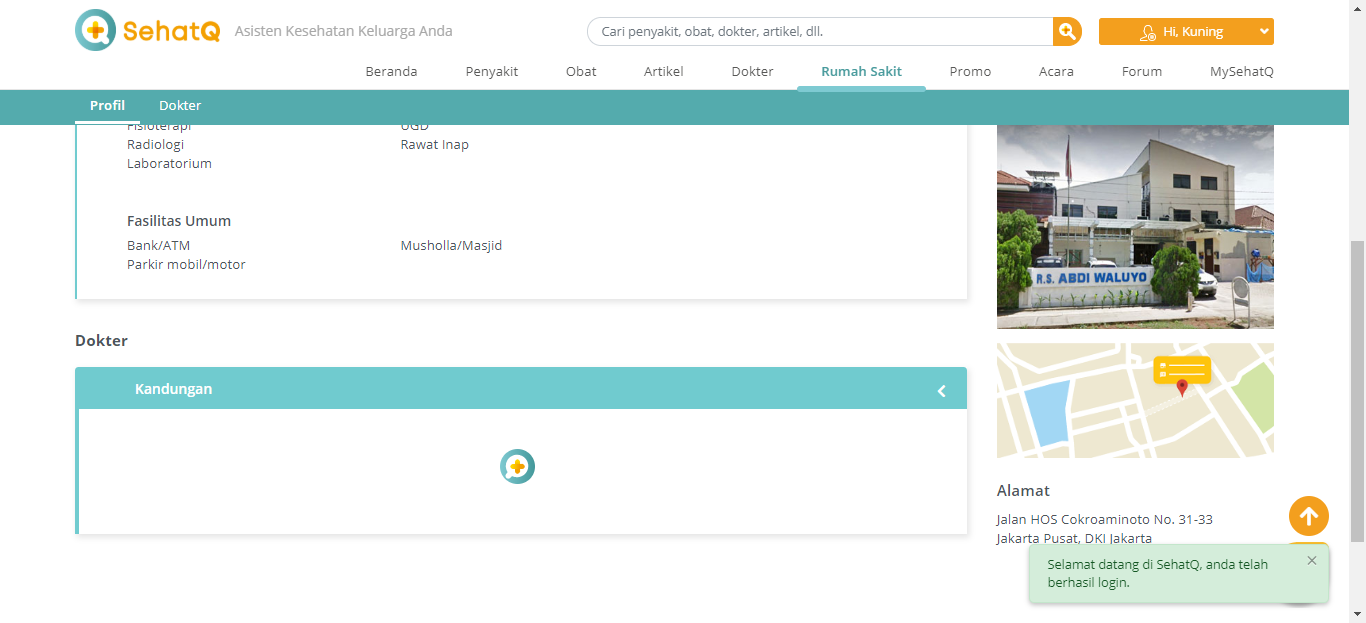 SehatQ
Asisten Kesehatan Keluarga Anda
Cari penyakit, obat, dokter, artikel, dll.
Hi, Kuning
Beranda Penyakit Obat Artikel Dokter Rumah Sakit Promo Acara Forum MySehatQ
Profil Dokter
Fisioterapi UGD
Radiologi Rawat Inap
Laboratorium
Fasilitas Umum
Bank/ATM Musholla/Masjid
Parkir mobil/motor
R.S. ABDI WALUYO
Dokter
Kandungan
Alamat
Jalan HOS Cokroaminoto No. 31-33
Jakarta Pusat, DKI Jakarta
Selamat datang di SehatQ, anda telah
berhasil login.